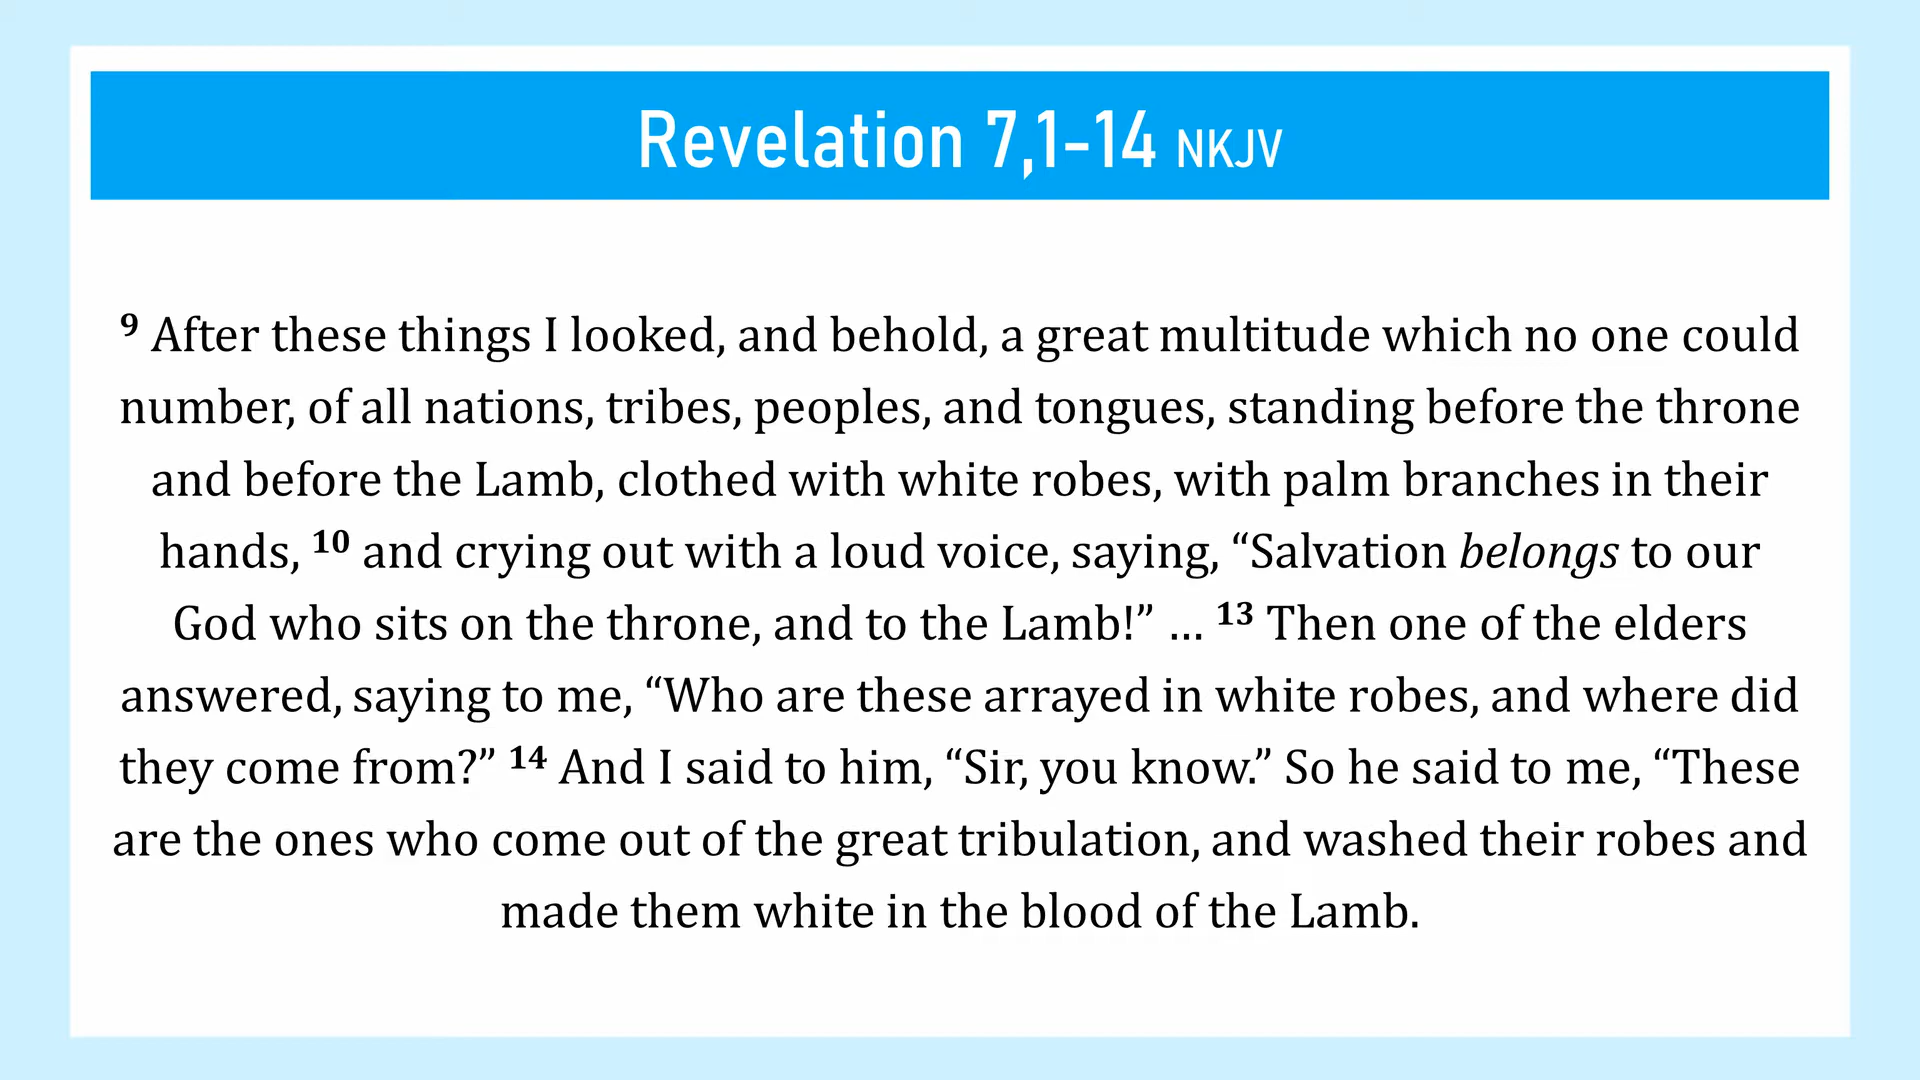 Revelation 7,1-14 NKJV
9 After these things I looked, and behold, a great multitude which no one could
number, of all nations, tribes, peoples, and tongues, standing before the throne
and before the Lamb, clothed with white robes, with palm branches in their
hands, 10 and crying out with a loud voice, saying, “Salvation belongs to our
God who sits on the throne, and to the Lamb!” ... 13 Then one of the elders
answered, saying to me, “Who are these arrayed in white robes, and where did
they come from?” 14 And I said to him, “Sir, you know.” So he said to me, “These
are the ones who come out of the great tribulation, and washed their robes and
made them white in the blood of the Lamb.